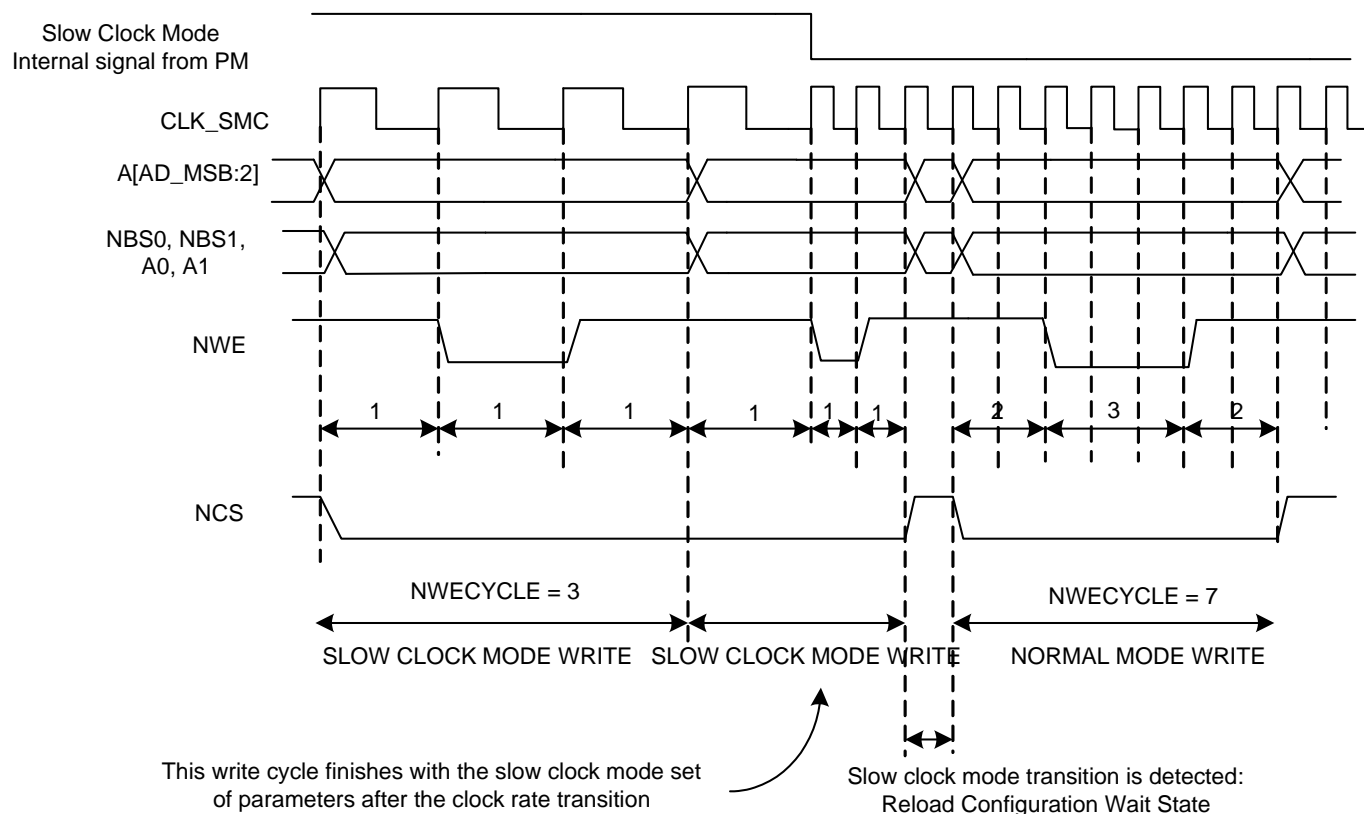 Slow Clock Mode
Internal signal from PM
CLK_SMC
A[AD_MSB:2]
NBS0, NBS1,
A0, A1
NWE
1 1 1 1 1 1 2 3 2
NCS
NWECYCLE = 3
NWECYCLE = 7
SLOW CLOCK MODE WRITE
SLOW CLOCK MODE WRITE
NORMAL MODE WRITE
This write cycle finishes with the slow clock mode set
of parameters after the clock rate transition
Slow clock mode transition is detected:
Reload Configuration Wait State